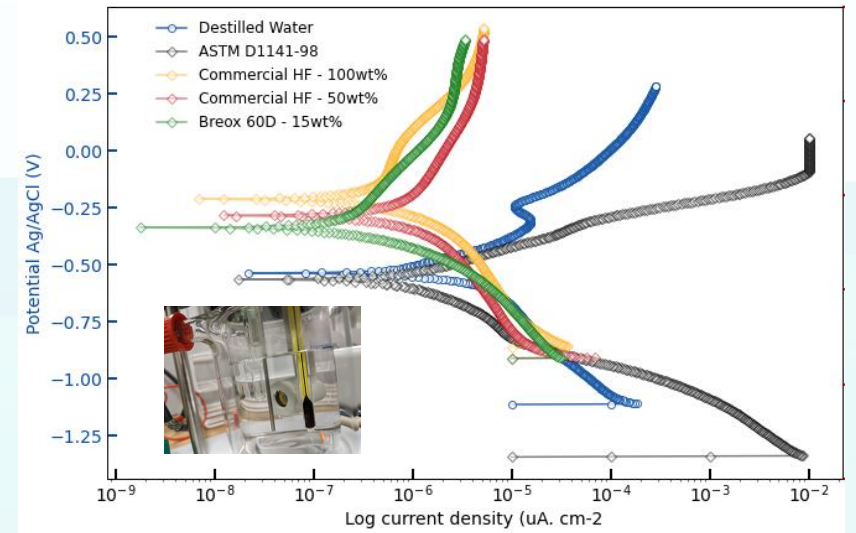 Destilled Water
ASTM D1141-98
Commercial HF - 100wt%
Commercial HF - 50wt%
Breox 60D - 15wt%
Potential Ag/AgCl (V)
0.50
0.25
0.00
−0.25
−0.50
−0.75
−1.00
−1.25
10⁻⁹ 10⁻⁸ 10⁻⁷ 10⁻⁶ 10⁻⁵ 10⁻⁴ 10⁻³ 10⁻²
Log current density (uA. cm-2